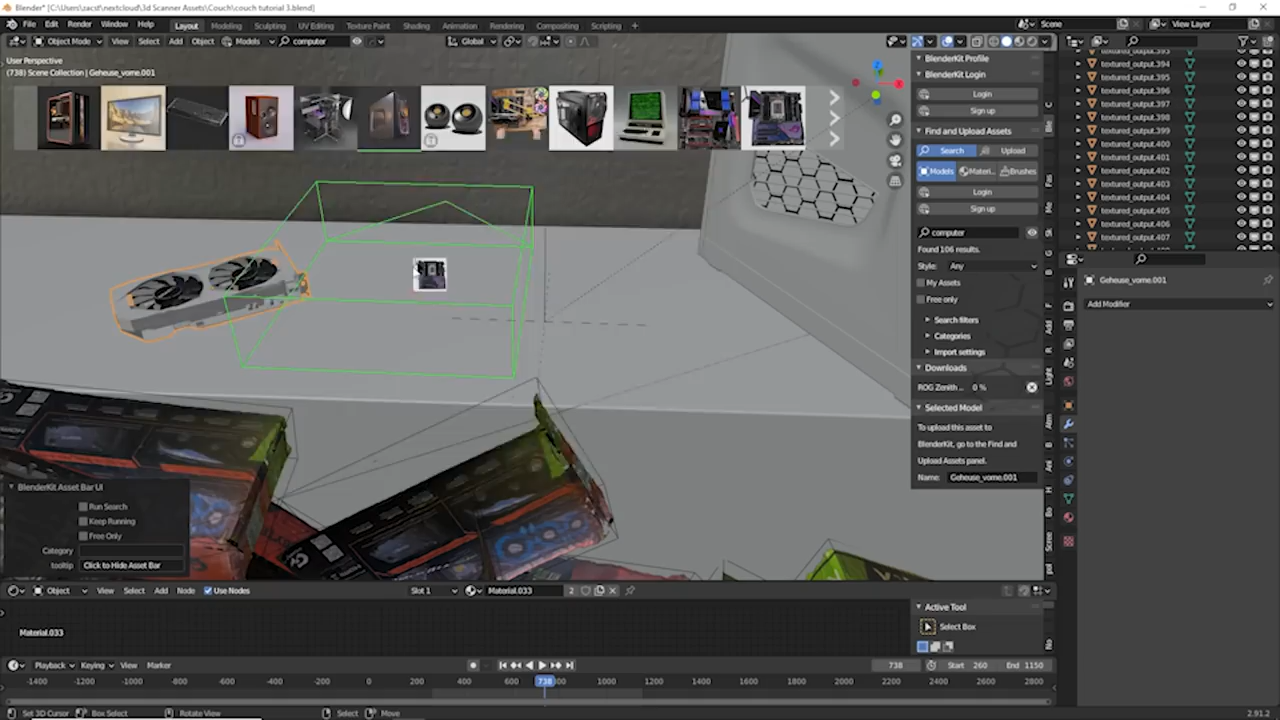 Blender* [C:\Users\sacst\nextcloud\3d Scanner Assets\Couch\couch tutorial 3.blend]
File Edit Render Window Help Layout Modeling Sculpting UV Editing Texture Paint Shading Animation Rendering Compositing Scripting + Scene View Layer
Object Mode View Select Add Object Models computer Global
User Perspective
(738) Scene Collection | Geheuse_vorne.001
BlenderKit Profile
BlenderKit Login
Login
Sign up
Find and Upload Assets
Search Upload
Models Materi... Brushes
Login
Sign up
computer
Found 106 results.
Style: Any
My Assets
Free only
Search filters
Categories
Import settings
Downloads
ROG Zenith .. 0 %
Selected Model
To upload this asset to
BlenderKit, go to the Find and
Upload Assets panel.
Name: Geheuse_vorne.001
textured_output.394
textured_output.395
textured_output.396
textured_output.397
textured_output.398
textured_output.399
textured_output.400
textured_output.401
textured_output.402
textured_output.403
textured_output.404
textured_output.405
textured_output.406
textured_output.407
Geheuse_vorne.001
Add Modifier
BlenderKit Asset Bar UI
Run Search
Keep Running
Free Only
Category
tooltip Click to Hide Asset Bar
Object View Select Add Node Use Nodes Slot 1 Material.033 2
Material.033
Active Tool
Select Box
Playback Keying View Marker 738 Start 260 End 1150
-1400 -1200 -1000 -800 -600 -400 -200 0 200 400 600 738 800 1000 1200 1400 1600 1800 2000 2200 2400 2600 2800
Set 3D Cursor Box Select Rotate View Select Move 2.91.2